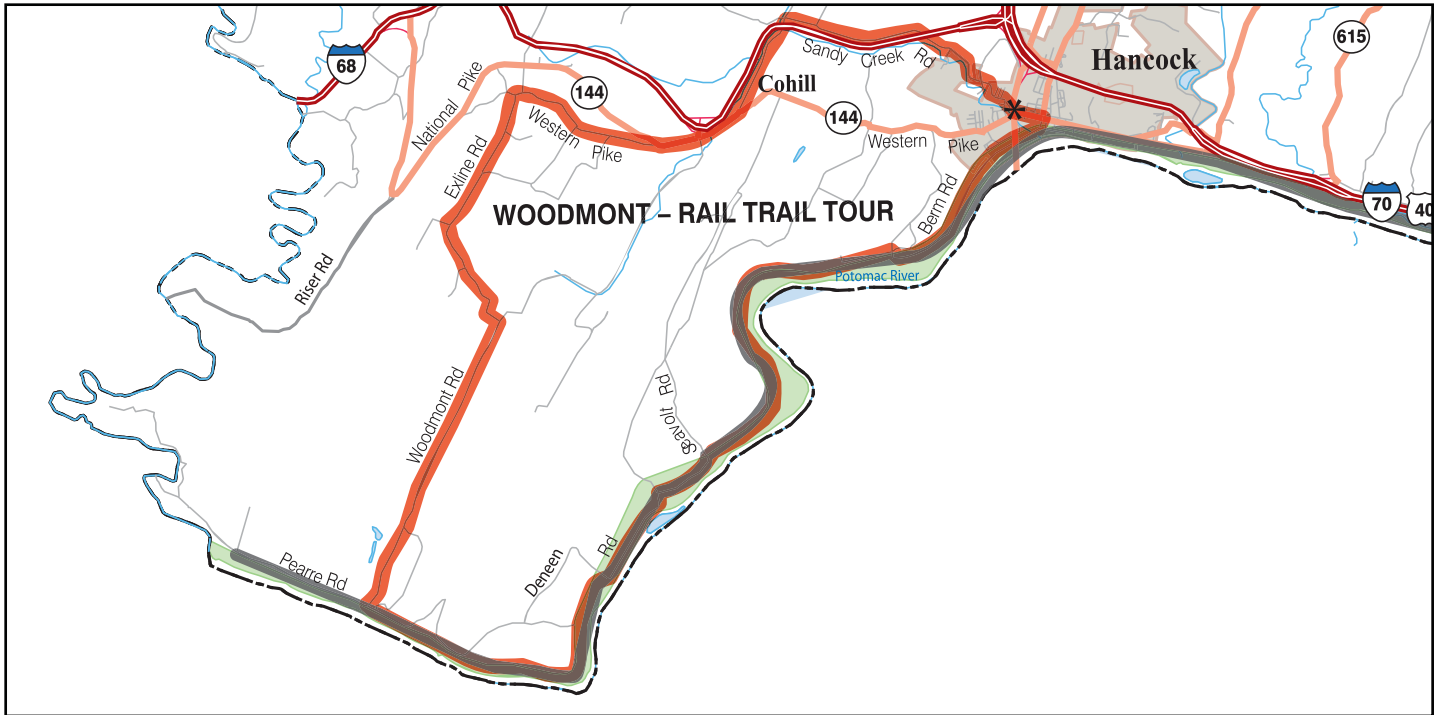 68
National Pike
144
Western Pike
Exline Rd
Cohill
Sandy Creek Rd
Hancock
615
144
Western Pike
Berm Rd
70
40
WOODMONT – RAIL TRAIL TOUR
Riser Rd
Potomac River
Woodmont Rd
Seavolt Rd
Deneen Rd
Pearre Rd
*